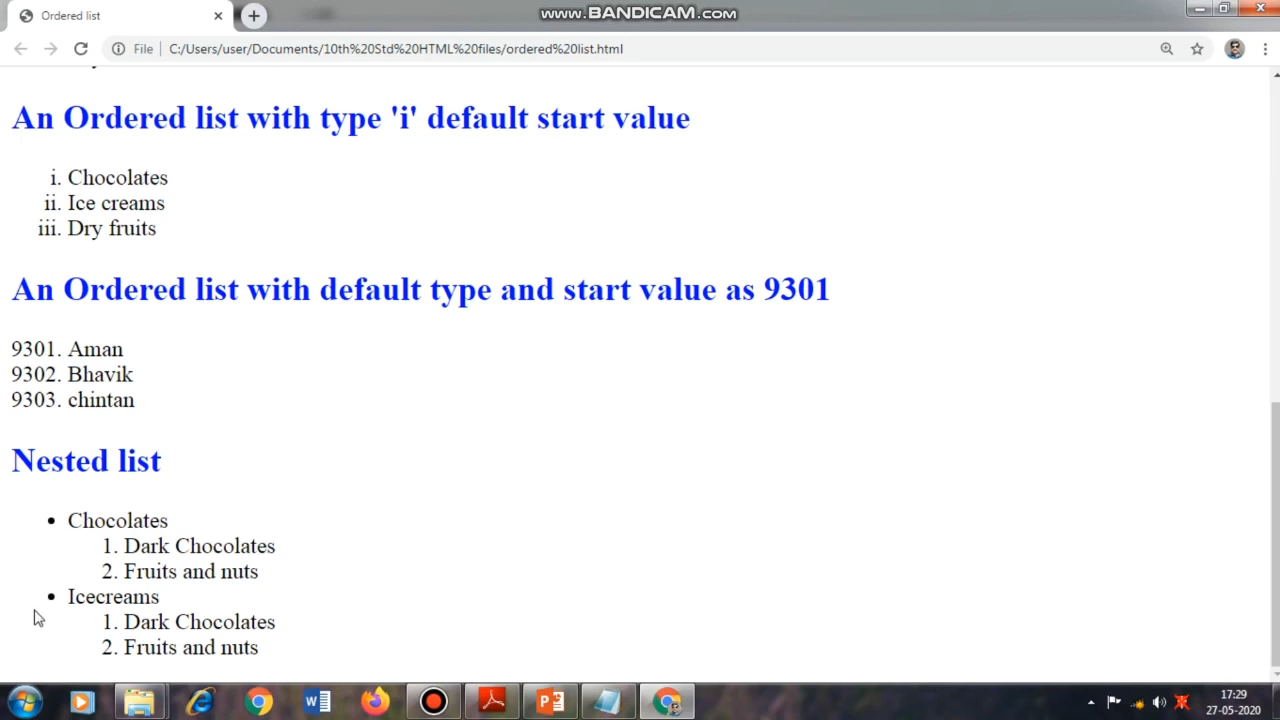 Ordered list
www.BANDICAM.com
File
C:/Users/user/Documents/10th%20Std%20HTML%20files/ordered%20list.html
An Ordered list with type 'i' default start value
i. Chocolates
ii. Ice creams
iii. Dry fruits
An Ordered list with default type and start value as 9301
9301. Aman
9302. Bhavik
9303. chintan
Nested list
• Chocolates
1. Dark Chocolates
2. Fruits and nuts
• Icecreams
1. Dark Chocolates
2. Fruits and nuts
17:29
27-05-2020